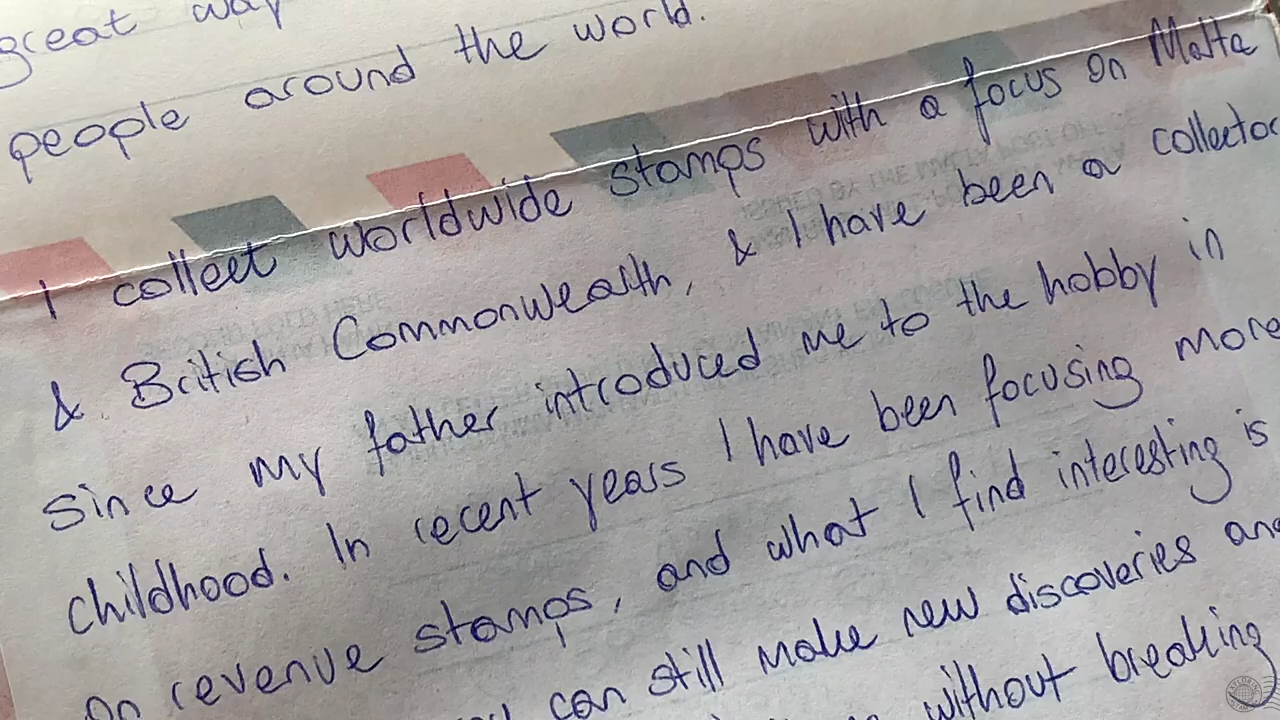 great way
people around the world.
I collect worldwide stamps with a focus on Malta
& British Commonwealth, & I have been a collector
since my father introduced me to the hobby in
childhood. In recent years I have been focusing more
on revenue stamps, and what I find interesting is
can still make new discoveries and
without breaking